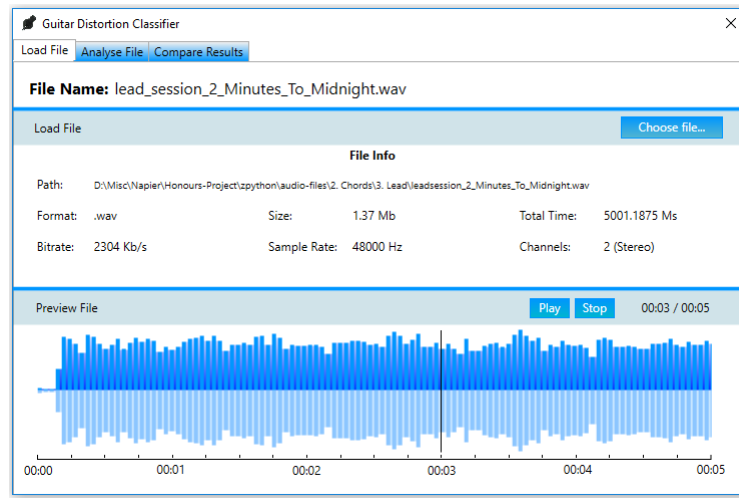 Guitar Distortion Classifier
Load File Analyse File Compare Results
File Name: lead_session_2_Minutes_To_Midnight.wav
Load File Choose file...
File Info
Path: D:\Misc\Napier\Honours-Project\zpython\audio-files\2. Chords\3. Lead\leadsession_2_Minutes_To_Midnight.wav
Format: .wav Size: 1.37 Mb Total Time: 5001.1875 Ms
Bitrate: 2304 Kb/s Sample Rate: 48000 Hz Channels: 2 (Stereo)
Preview File Play Stop 00:03 / 00:05
00:00 00:01 00:02 00:03 00:04 00:05